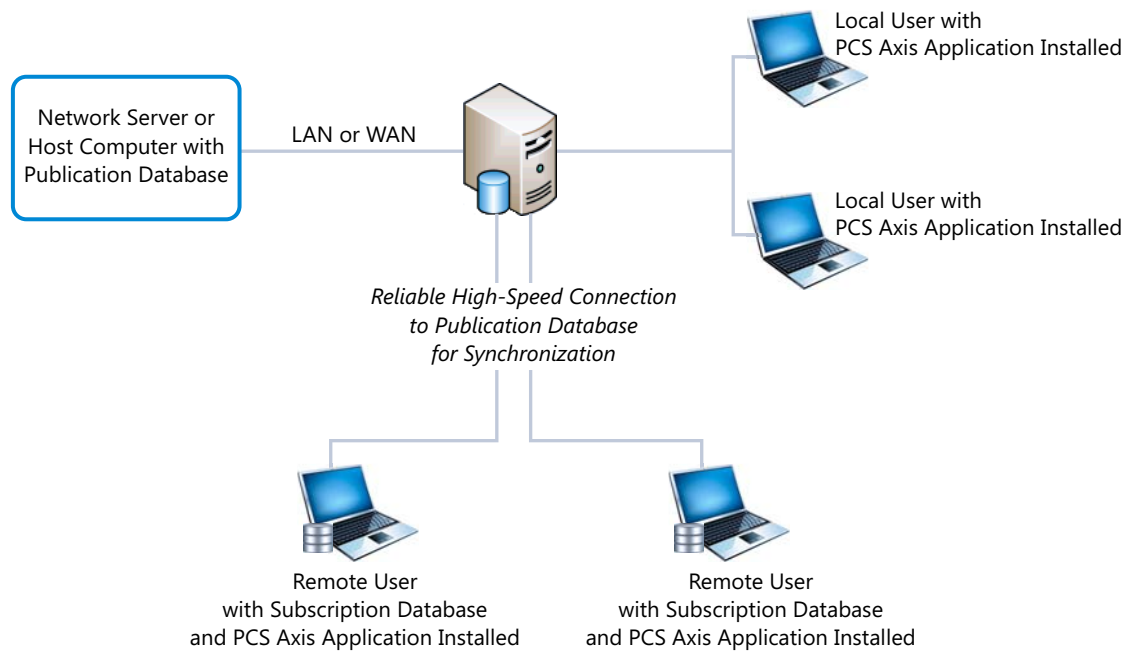 Network Server or
Host Computer with
Publication Database
LAN or WAN
Local User with
PCS Axis Application Installed
Local User with
PCS Axis Application Installed
Reliable High-Speed Connection
to Publication Database
for Synchronization
Remote User
with Subscription Database
and PCS Axis Application Installed
Remote User
with Subscription Database
and PCS Axis Application Installed